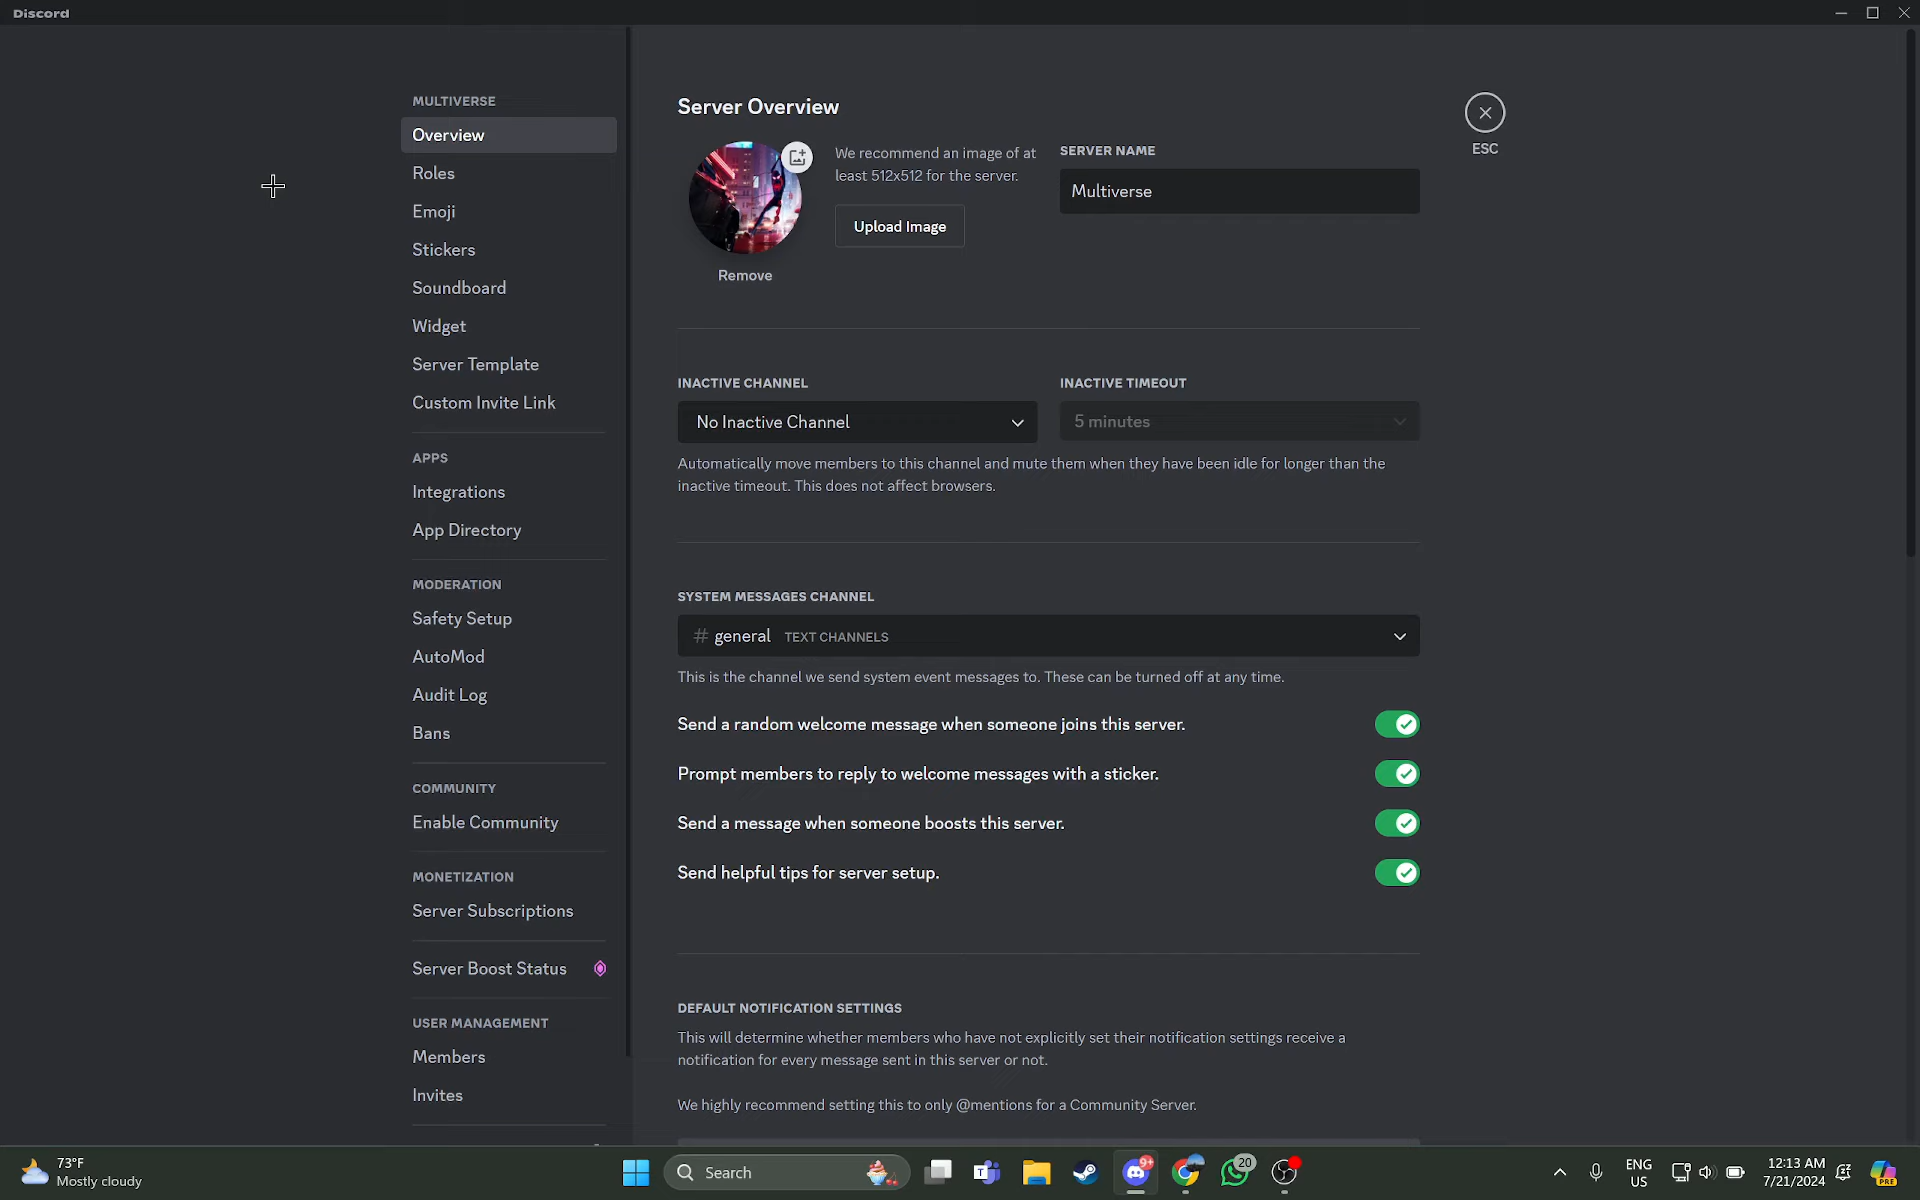 Discord
MULTIVERSE
Overview
Roles
Emoji
Stickers
Soundboard
Widget
Server Template
Custom Invite Link
APPS
Integrations
App Directory
MODERATION
Safety Setup
AutoMod
Audit Log
Bans
COMMUNITY
Enable Community
MONETIZATION
Server Subscriptions
Server Boost Status
USER MANAGEMENT
Members
Invites
Server Overview
We recommend an image of at
least 512x512 for the server.
Upload Image
Remove
SERVER NAME
Multiverse
ESC
INACTIVE CHANNEL
No Inactive Channel
INACTIVE TIMEOUT
5 minutes
Automatically move members to this channel and mute them when they have been idle for longer than the
inactive timeout. This does not affect browsers.
SYSTEM MESSAGES CHANNEL
# general TEXT CHANNELS
This is the channel we send system event messages to. These can be turned off at any time.
Send a random welcome message when someone joins this server.
Prompt members to reply to welcome messages with a sticker.
Send a message when someone boosts this server.
Send helpful tips for server setup.
DEFAULT NOTIFICATION SETTINGS
This will determine whether members who have not explicitly set their notification settings receive a
notification for every message sent in this server or not.
We highly recommend setting this to only @mentions for a Community Server.
73°F
Mostly cloudy
Search
9+
20
ENG
US
12:13 AM
7/21/2024
PRE